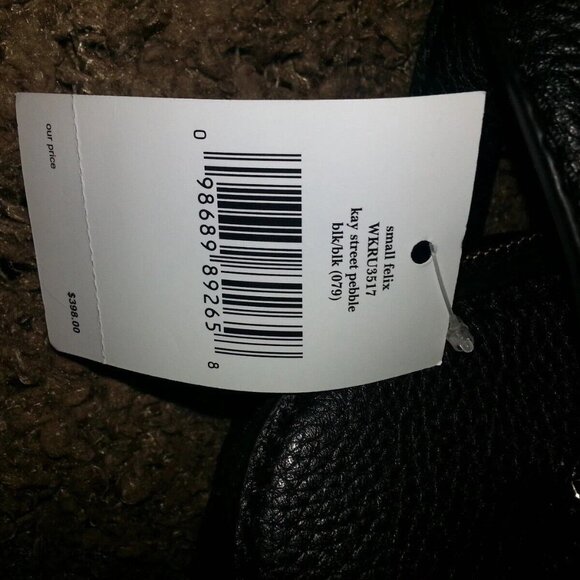 small felix
WKRU3517
kay street pebble
blk/blk (079)
0 98689 89265 8
our price
$398.00